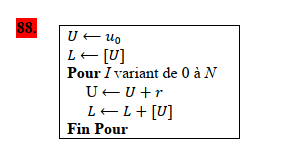 88.
U ← u₀
L ← [U]
Pour I variant de 0 à N
U ← U + r
L ← L + [U]
Fin Pour